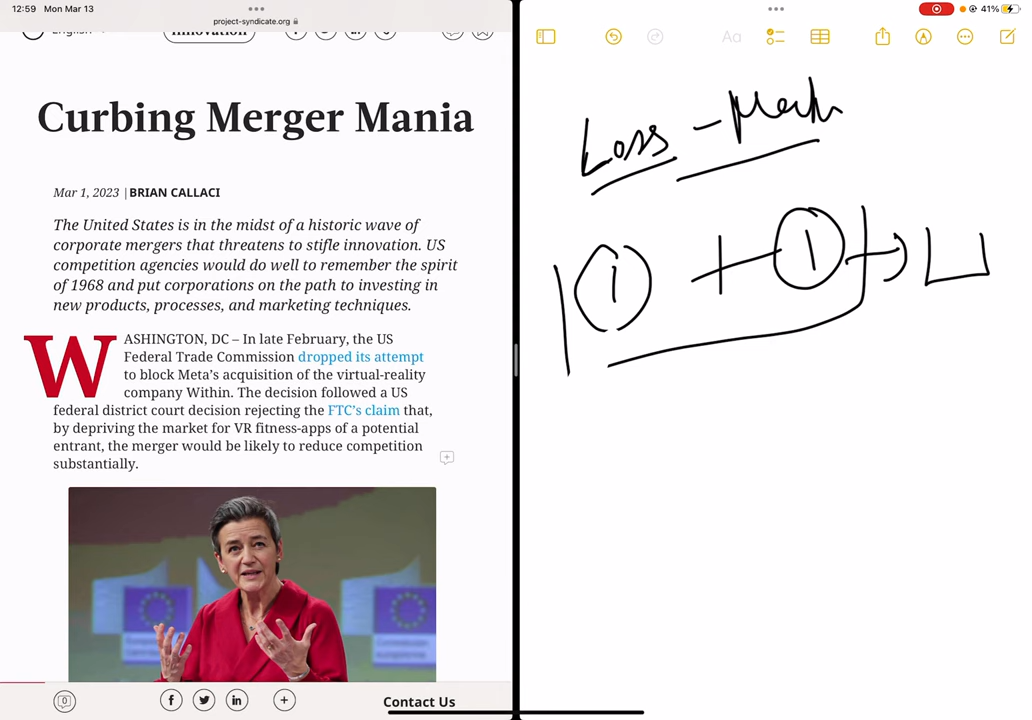 12:59 Mon Mar 13
project-syndicate.org
41%
English
Innovation
Curbing Merger Mania
Mar 1, 2023 | BRIAN CALLACI
The United States is in the midst of a historic wave of
corporate mergers that threatens to stifle innovation. US
competition agencies would do well to remember the spirit
of 1968 and put corporations on the path to investing in
new products, processes, and marketing techniques.
WASHINGTON, DC – In late February, the US
Federal Trade Commission dropped its attempt
to block Meta's acquisition of the virtual-reality
company Within. The decision followed a US
federal district court decision rejecting the FTC's claim that,
by depriving the market for VR fitness-apps of a potential
entrant, the merger would be likely to reduce competition
substantially.
0
Contact Us
Aa
Loss -
1 + 1